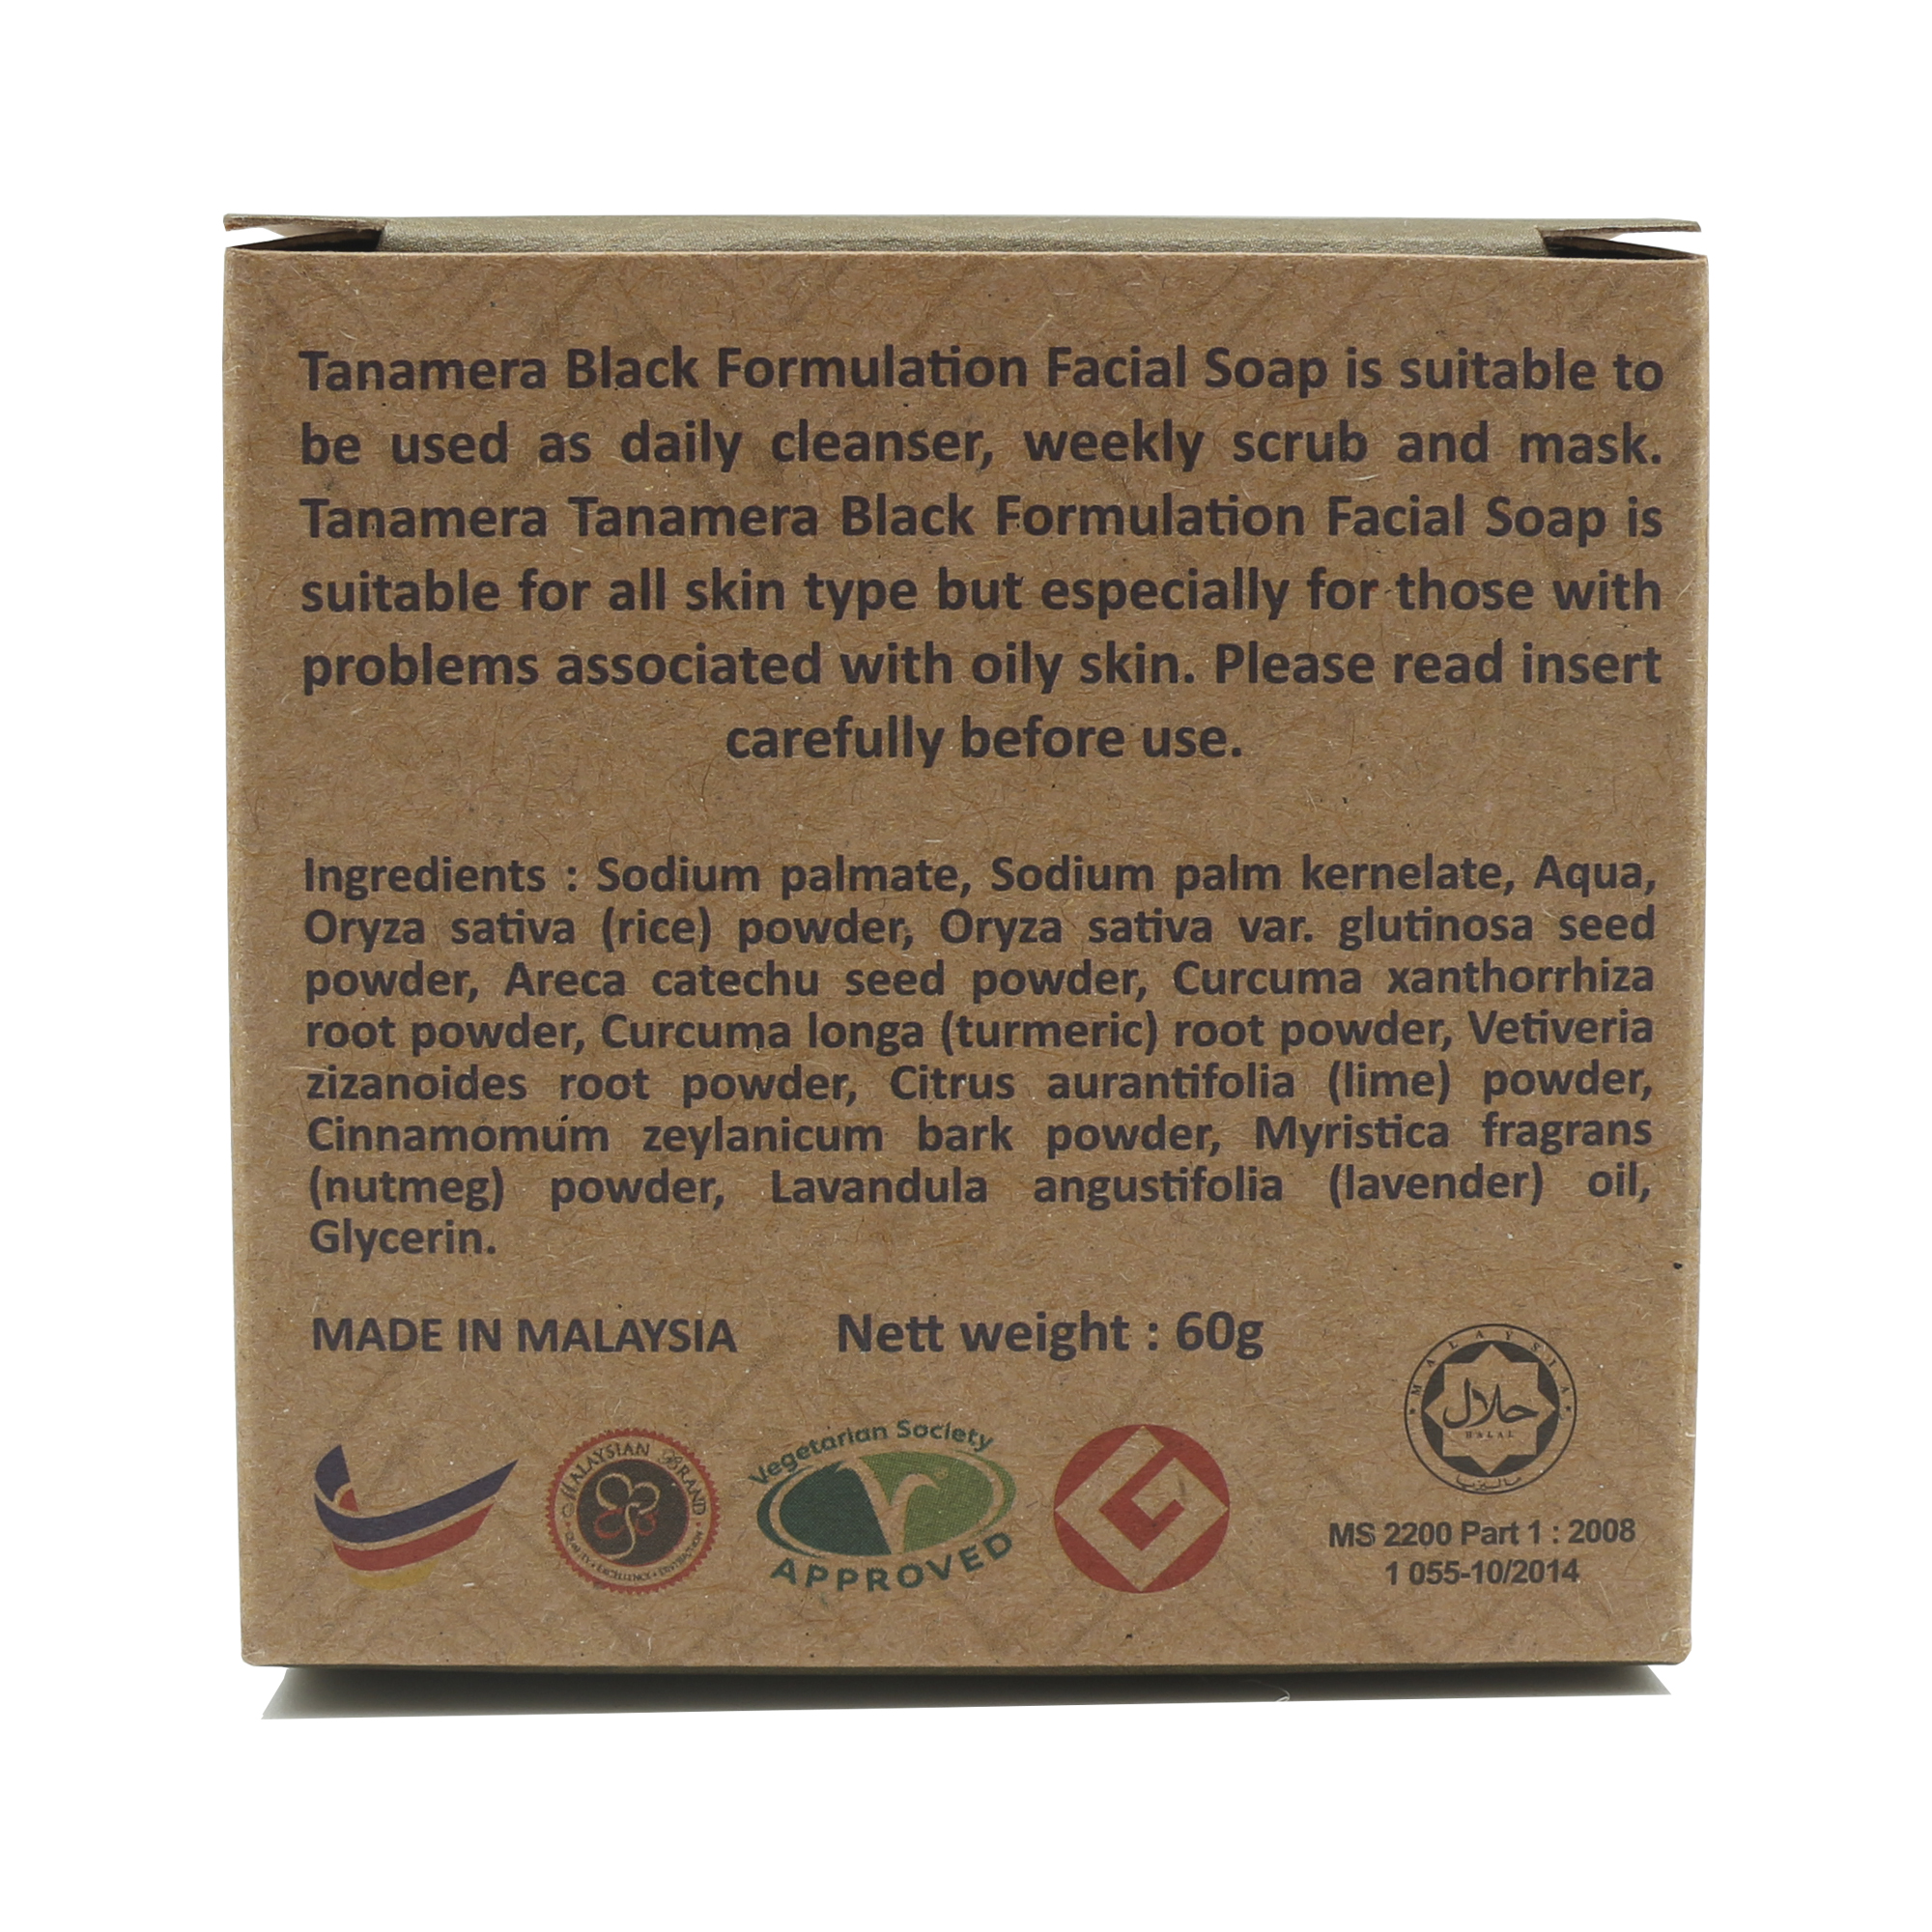 Tanamera Black Formulation Facial Soap is suitable to
be used as daily cleanser, weekly scrub and mask.
Tanamera Tanamera Black Formulation Facial Soap is
suitable for all skin type but especially for those with
problems associated with oily skin. Please read insert
carefully before use.
Ingredients : Sodium palmate, Sodium palm kernelate, Aqua,
Oryza sativa (rice) powder, Oryza sativa var. glutinosa seed
powder, Areca catechu seed powder, Curcuma xanthorrhiza
root powder, Curcuma longa (turmeric) root powder, Vetiveria
zizanoides root powder, Citrus aurantifolia (lime) powder,
Cinnamomum zeylanicum bark powder, Myristica fragrans
(nutmeg) powder, Lavandula angustifolia (lavender) oil,
Glycerin.
MADE IN MALAYSIA Nett weight : 60g
MALAYSIAN BRAND
QUALITY • EXCELLENCE • DISTINCTION
Vegetarian Society
APPROVED
MALAYSIA
حلال
HALAL
ماليزيا
MS 2200 Part 1 : 2008
1 055-10/2014